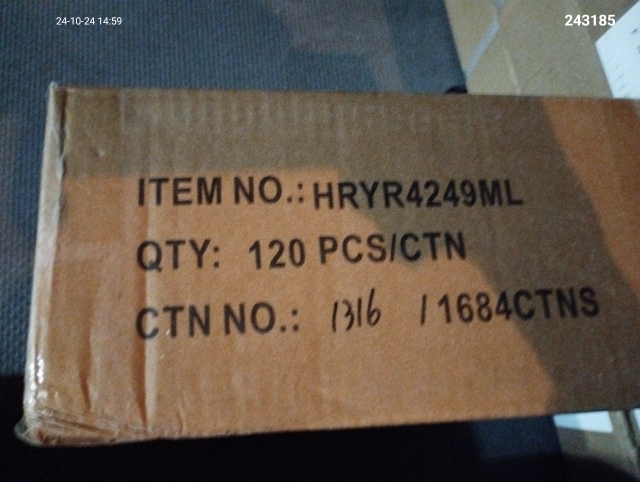 24-10-24 14:59
243185
ITEM NO.: HRYR4249ML
QTY: 120 PCS/CTN
CTN NO.: 1316 / 1684CTNS